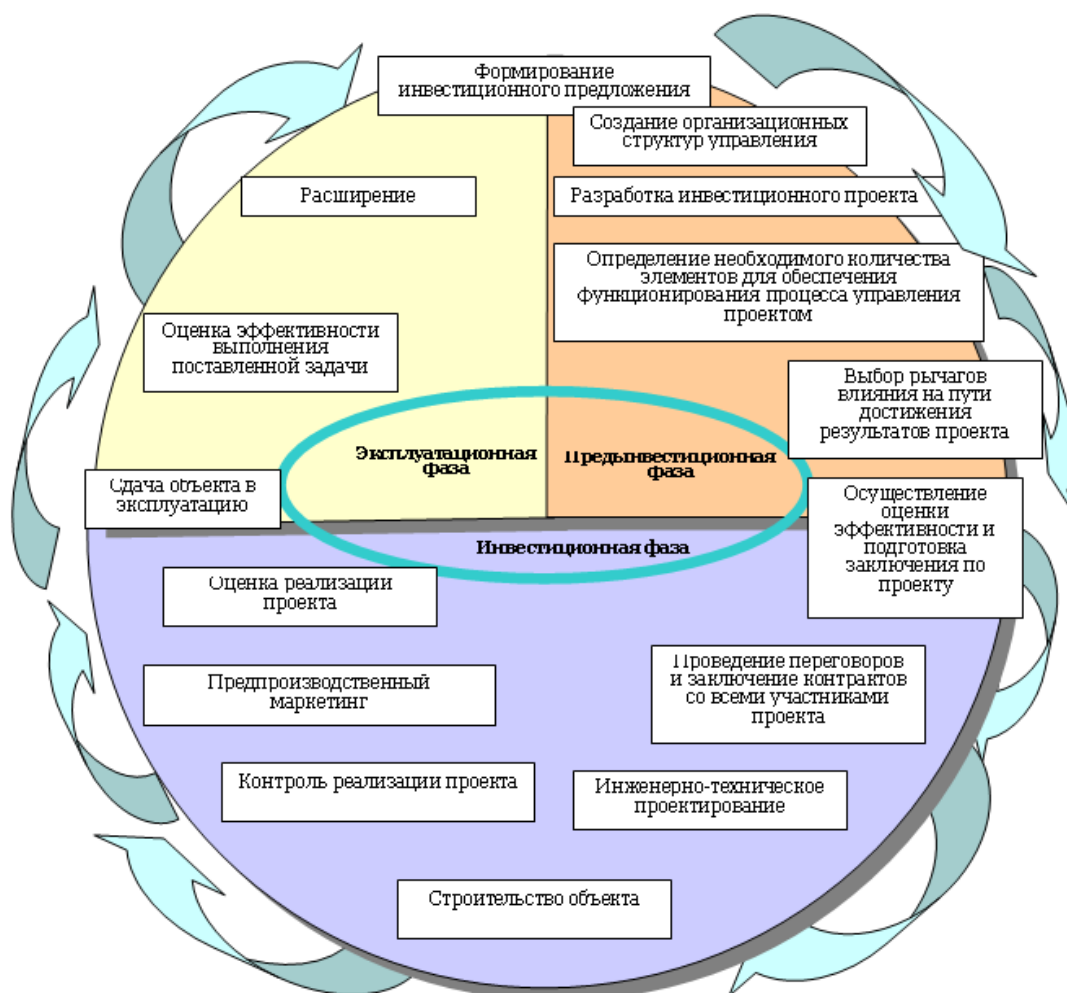 Формирование
инвестиционного предложения
Создание организационных
структур управления
Расширение
Разработка инвестиционного проекта
Определение необходимого количества
элементов для обеспечения
функционирования процесса управления
проектом
Оценка эффективности
выполнения
поставленной задачи
Выбор рычагов
влияния на пути
достижения
результатов проекта
Эксплуатационная
фаза
Предынвестиционная
фаза
Сдача объекта в
эксплуатацию
Осуществление
оценки
эффективности и
подготовка
заключения по
проекту
Инвестиционная фаза
Оценка реализации
проекта
Проведение переговоров
и заключение контрактов
со всеми участниками
проекта
Предпроизводственный
маркетинг
Контроль реализации проекта
Инженерно-техническое
проектирование
Строительство объекта